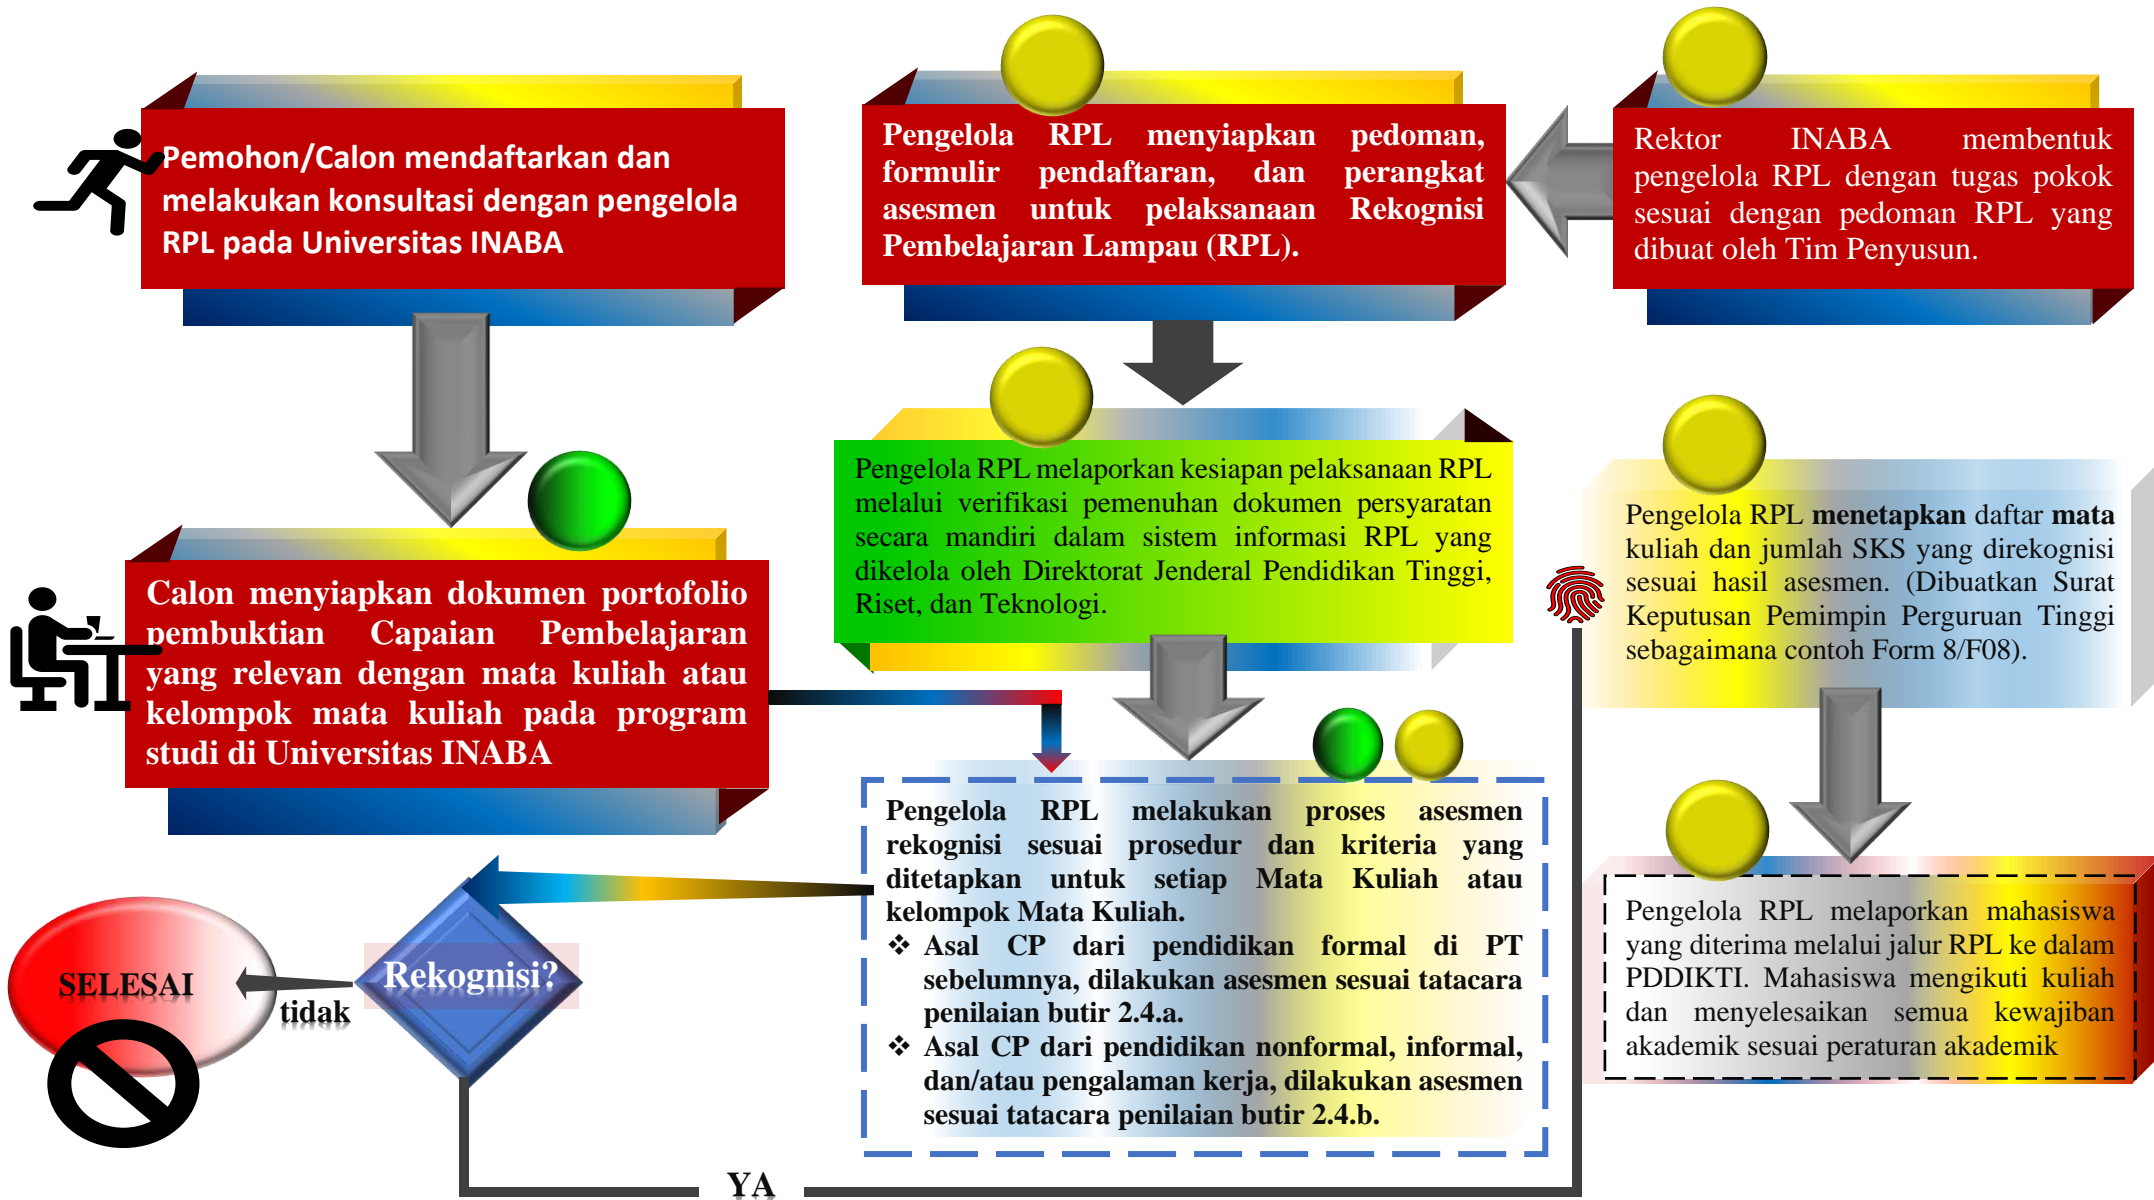 Pemohon/Calon mendaftarkan dan
melakukan konsultasi dengan pengelola
RPL pada Universitas INABA
Pengelola RPL menyiapkan pedoman,
formulir pendaftaran, dan perangkat
asesmen untuk pelaksanaan Rekognisi
Pembelajaran Lampau (RPL).
Rektor INABA membentuk
pengelola RPL dengan tugas pokok
sesuai dengan pedoman RPL yang
dibuat oleh Tim Penyusun.
Calon menyiapkan dokumen portofolio
pembuktian Capaian Pembelajaran
yang relevan dengan mata kuliah atau
kelompok mata kuliah pada program
studi di Universitas INABA
Pengelola RPL melaporkan kesiapan pelaksanaan RPL
melalui verifikasi pemenuhan dokumen persyaratan
secara mandiri dalam sistem informasi RPL yang
dikelola oleh Direktorat Jenderal Pendidikan Tinggi,
Riset, dan Teknologi.
Pengelola RPL menetapkan daftar mata
kuliah dan jumlah SKS yang direkognisi
sesuai hasil asesmen. (Dibuatkan Surat
Keputusan Pemimpin Perguruan Tinggi
sebagaimana contoh Form 8/F08).
Pengelola RPL melakukan proses asesmen
rekognisi sesuai prosedur dan kriteria yang
ditetapkan untuk setiap Mata Kuliah atau
kelompok Mata Kuliah.
❖ Asal CP dari pendidikan formal di PT
sebelumnya, dilakukan asesmen sesuai tatacara
penilaian butir 2.4.a.
❖ Asal CP dari pendidikan nonformal, informal,
dan/atau pengalaman kerja, dilakukan asesmen
sesuai tatacara penilaian butir 2.4.b.
Rekognisi?
SELESAI
tidak
YA
Pengelola RPL melaporkan mahasiswa
yang diterima melalui jalur RPL ke dalam
PDDIKTI. Mahasiswa mengikuti kuliah
dan menyelesaikan semua kewajiban
akademik sesuai peraturan akademik